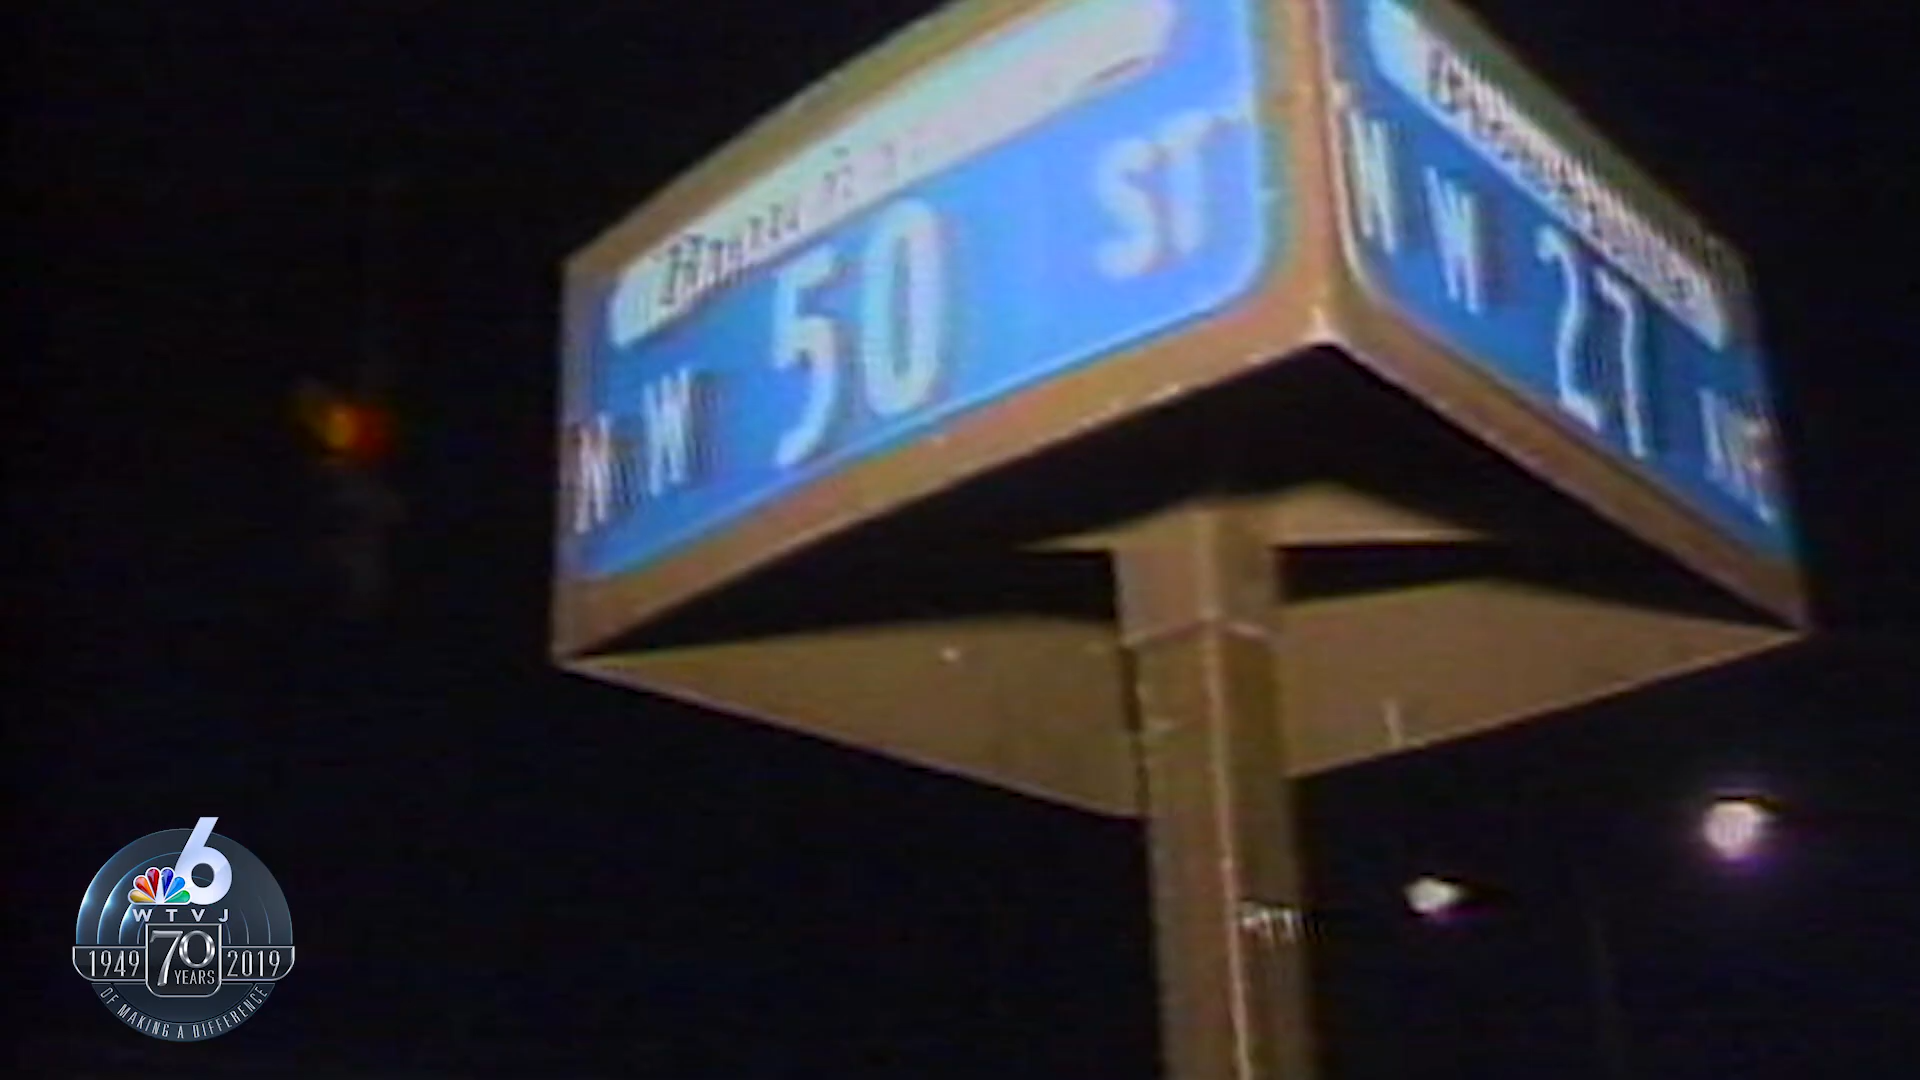 N W 50 ST
N W 27 AVE
6
WTVJ
1949 70 YEARS 2019
OF MAKING A DIFFERENCE